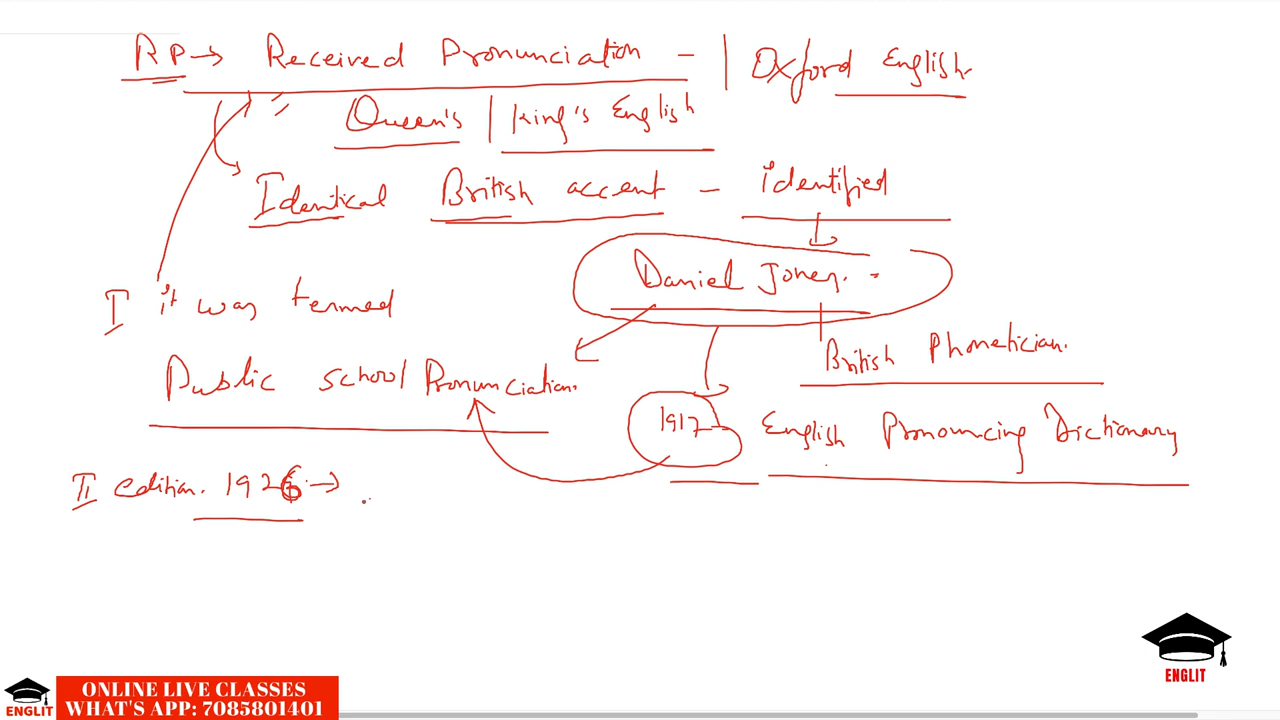 RP → Received Pronunciation - | Oxford English.
Queen's | King's English
Identical British accent - identified
Daniel Jones.
I it was termed
British Phonetician.
Public school Pronunciation.
1917 - English Pronouncing Dictionary
II edition. 1926 →
ENGLIT
ENGLIT
ONLINE LIVE CLASSES
WHAT'S APP: 7085801401